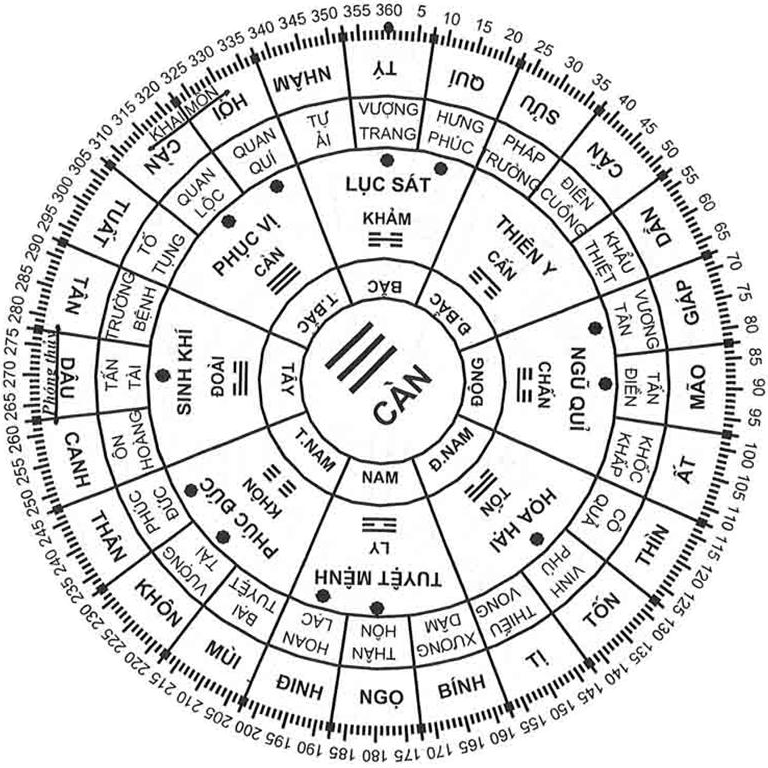 360
5
10
15
20
25
30
35
40
45
50
55
60
65
70
75
80
85
90
95
100
105
110
115
120
125
130
135
140
145
150
155
160
165
170
175
180
185
190
195
200
205
210
215
220
225
230
235
240
245
250
255
260
265
270
275
280
285
290
295
300
305
310
315
320
325
330
335
340
345
350
355
TÝ
QUÍ
SỬU
CẤN
DẦN
GIÁP
MÃO
ẤT
THÌN
TỐN
TỊ
BÍNH
NGỌ
ĐINH
MÙI
KHÔN
THÂN
CANH
DẬU
Phong thủy
TÂN
TUẤT
CÀN
KHAI MÔN
HỢI
NHÂM
VƯỢNG
TRANG
HƯNG
PHÚC
PHÁP
TRƯỜNG
ĐIÊN
CUỒNG
KHẨU
THIỆT
VƯỢNG
TÂN
TẤN
ĐIỀN
KHỐC
KHẤP
CÔ
QUẢ
VINH
PHÚ
THIẾU
VONG
XƯƠNG
DÂM
THÂN
HÔN
HOAN
LẠC
TUYỆT
BẠI
VƯỢNG
TÀI
PHÚC
ĐỨC
ÔN
HOÀNG
TẤN
TÀI
TRƯỜNG
BỆNH
TỐ
TỤNG
QUAN
LỘC
QUAN
QUÍ
TỰ
ẢI
LỤC SÁT
KHẢM
THIÊN Y
CẤN
NGŨ QUỈ
CHẤN
HỌA HẠI
TỐN
TUYỆT MỆNH
LY
PHÚC ĐỨC
KHÔN
SINH KHÍ
ĐOÀI
PHỤC VỊ
CÀN
BẮC
Đ.BẮC
ĐÔNG
Đ.NAM
NAM
T.NAM
TÂY
T.BẮC
CÀN